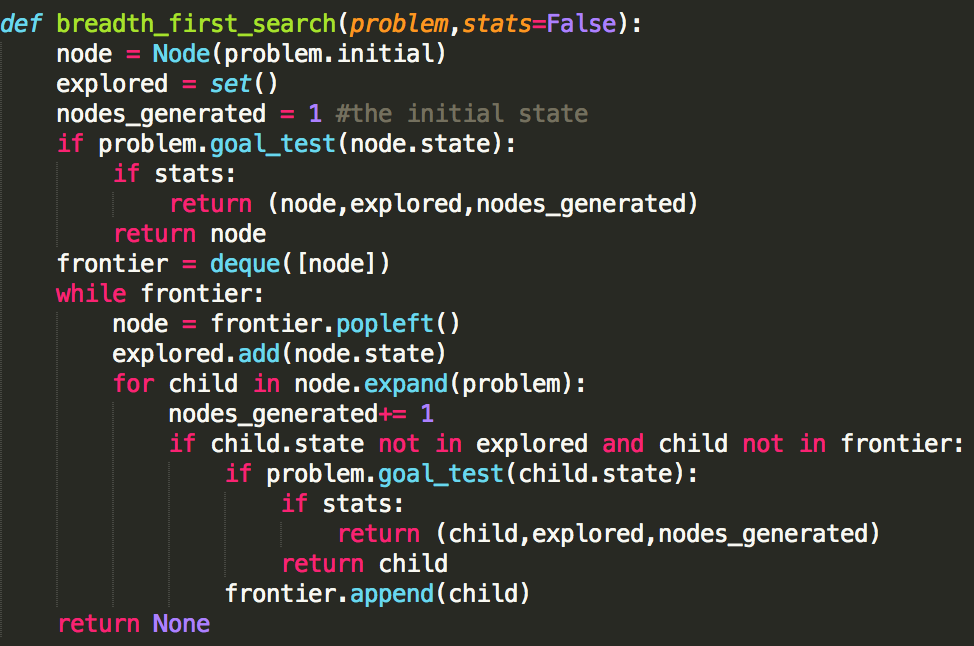 def breadth_first_search(problem,stats=False):
    node = Node(problem.initial)
    explored = set()
    nodes_generated = 1 #the initial state
    if problem.goal_test(node.state):
        if stats:
            return (node,explored,nodes_generated)
        return node
    frontier = deque([node])
    while frontier:
        node = frontier.popleft()
        explored.add(node.state)
        for child in node.expand(problem):
            nodes_generated+= 1
            if child.state not in explored and child not in frontier:
                if problem.goal_test(child.state):
                    if stats:
                        return (child,explored,nodes_generated)
                    return child
                frontier.append(child)
    return None